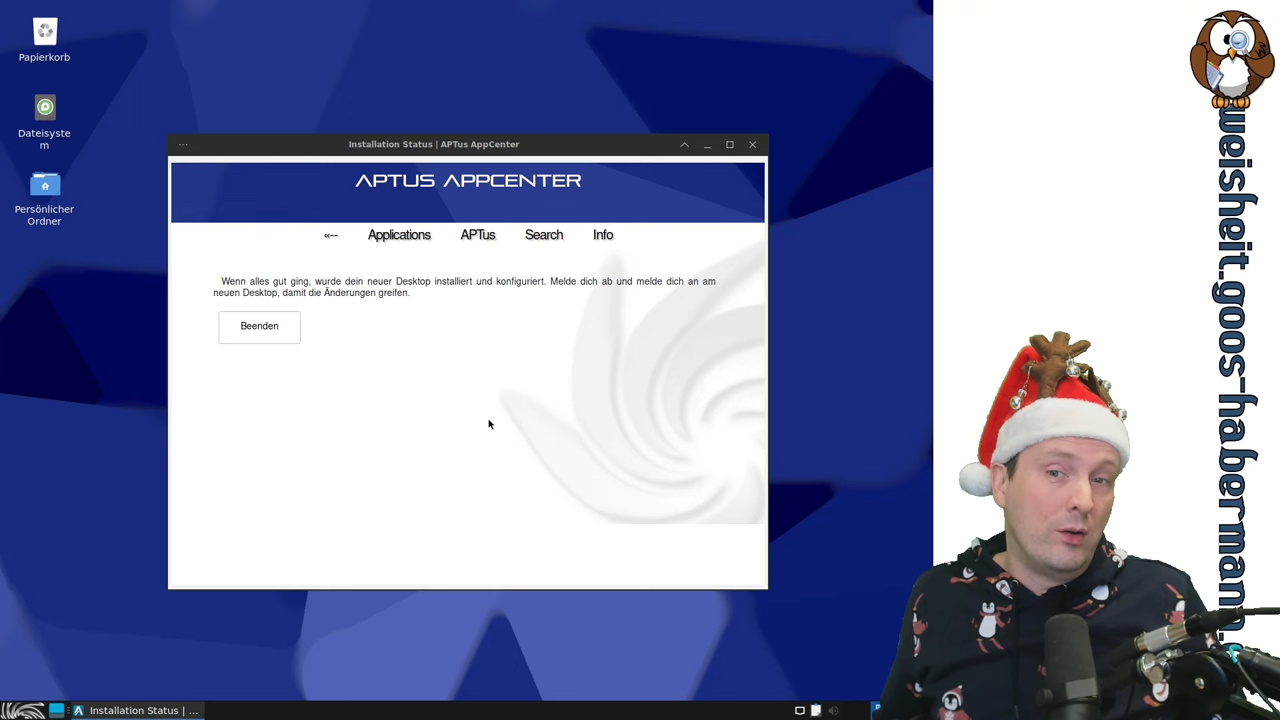 Papierkorb
Dateisyste
m
Persönlicher
Ordner
Installation Status | APTus AppCenter
APTUS APPCENTER
«-- Applications APTus Search Info
Wenn alles gut ging, wurde dein neuer Desktop installiert und konfiguriert. Melde dich ab und melde dich an am
neuen Desktop, damit die Änderungen greifen.
Beenden
Installation Status | ...
weisheit.goos-habermann.